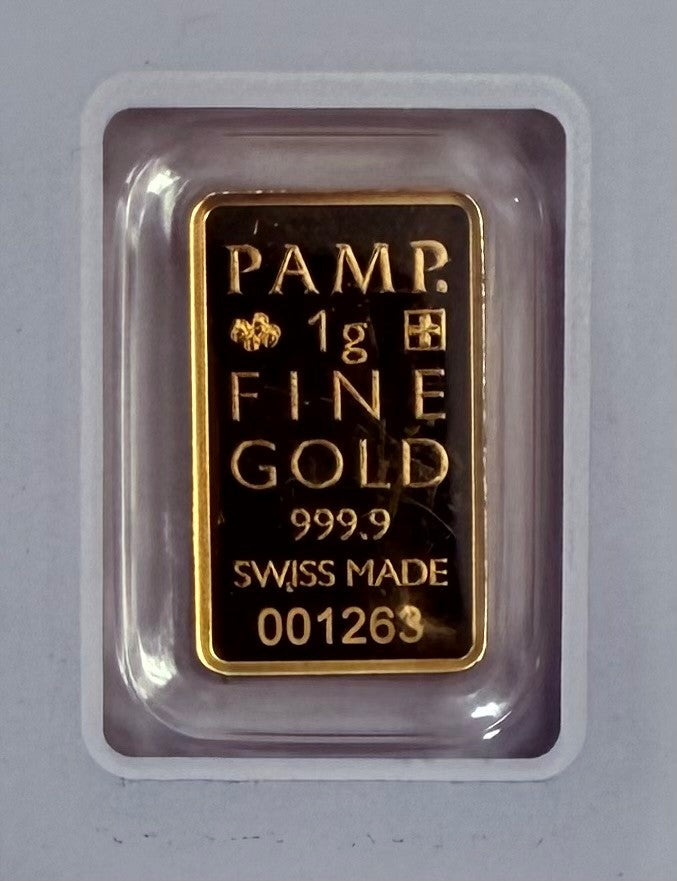 PAMP.
1g
FINE
GOLD
999.9
SWISS MADE
001263